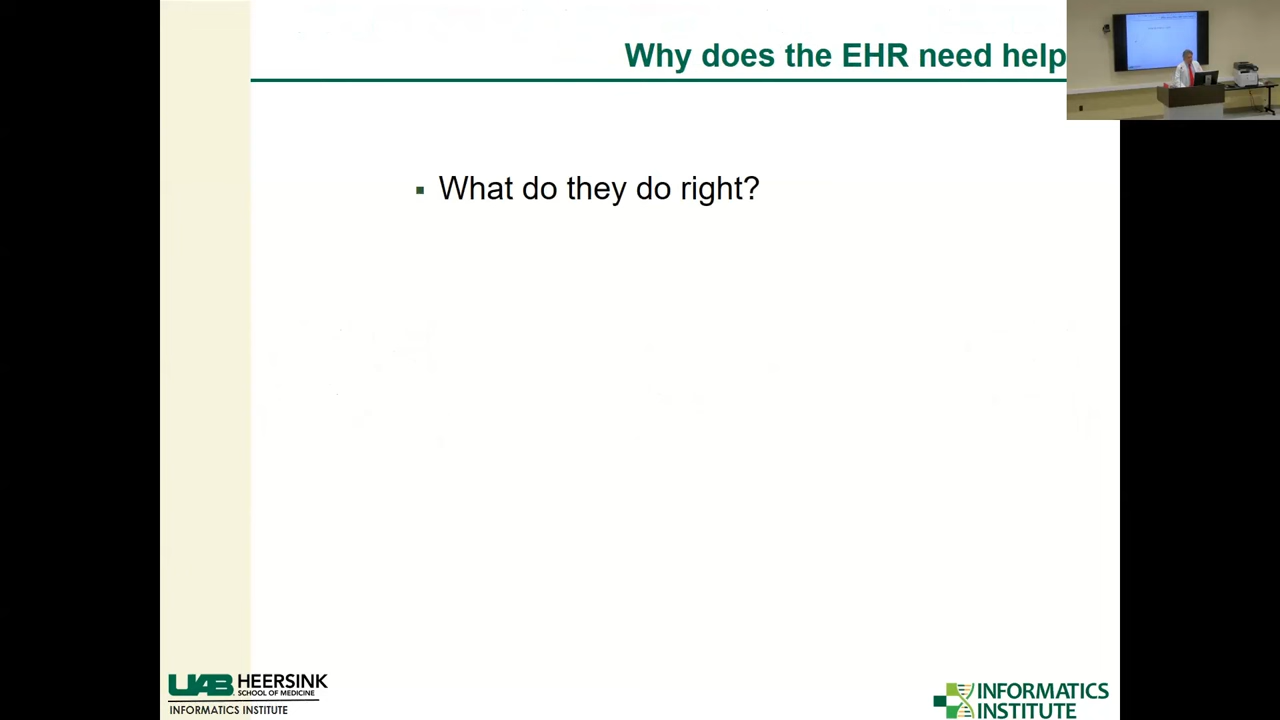 Why does the EHR need help
▪ What do they do right?
UAB HEERSINK
SCHOOL OF MEDICINE
INFORMATICS INSTITUTE
INFORMATICS
INSTITUTE